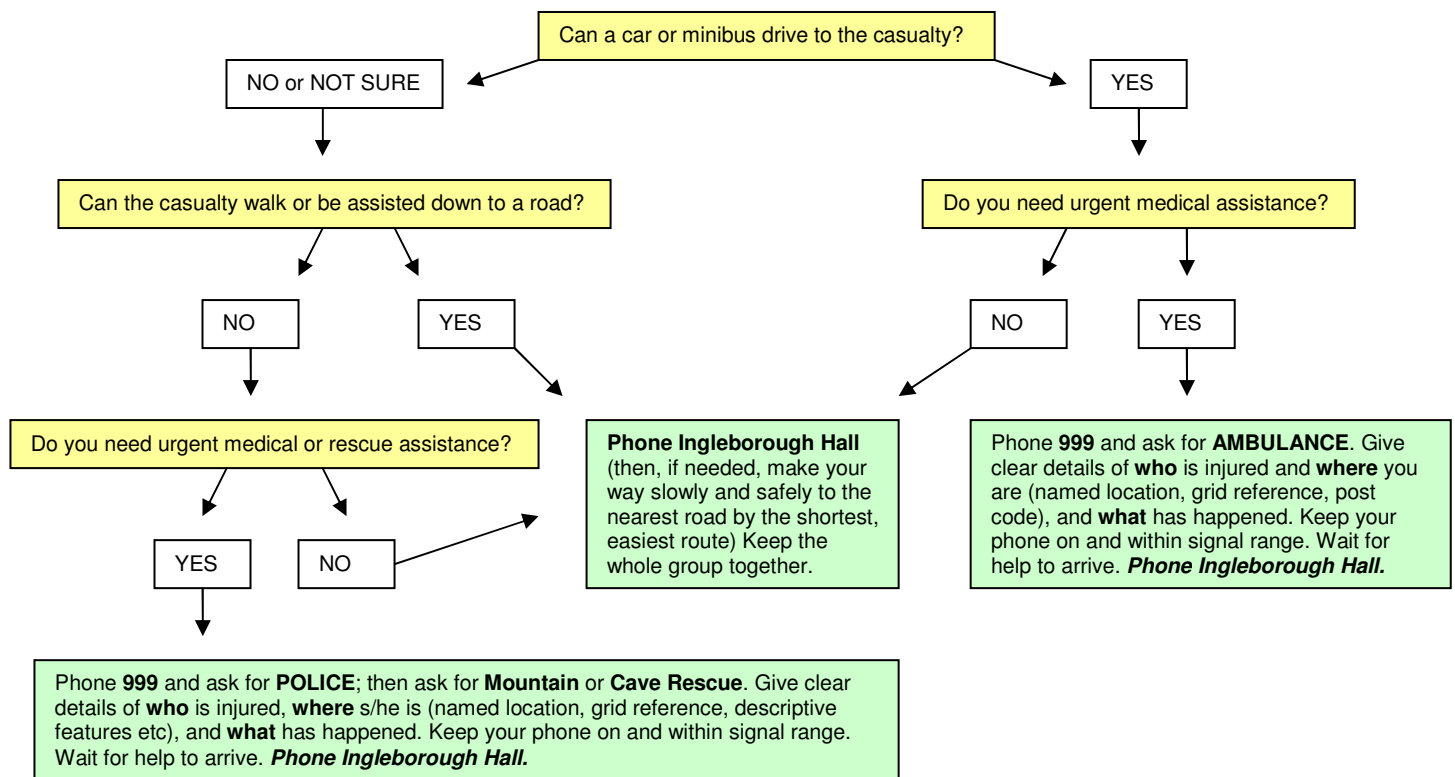 Can a car or minibus drive to the casualty?
NO or NOT SURE
YES
Can the casualty walk or be assisted down to a road?
Do you need urgent medical assistance?
NO
YES
NO
YES
Do you need urgent medical or rescue assistance?
Phone Ingleborough Hall
(then, if needed, make your
way slowly and safely to the
nearest road by the shortest,
easiest route) Keep the
whole group together.
Phone 999 and ask for AMBULANCE. Give
clear details of who is injured and where you
are (named location, grid reference, post
code), and what has happened. Keep your
phone on and within signal range. Wait for
help to arrive. Phone Ingleborough Hall.
YES
NO
Phone 999 and ask for POLICE; then ask for Mountain or Cave Rescue. Give clear
details of who is injured, where s/he is (named location, grid reference, descriptive
features etc), and what has happened. Keep your phone on and within signal range.
Wait for help to arrive. Phone Ingleborough Hall.